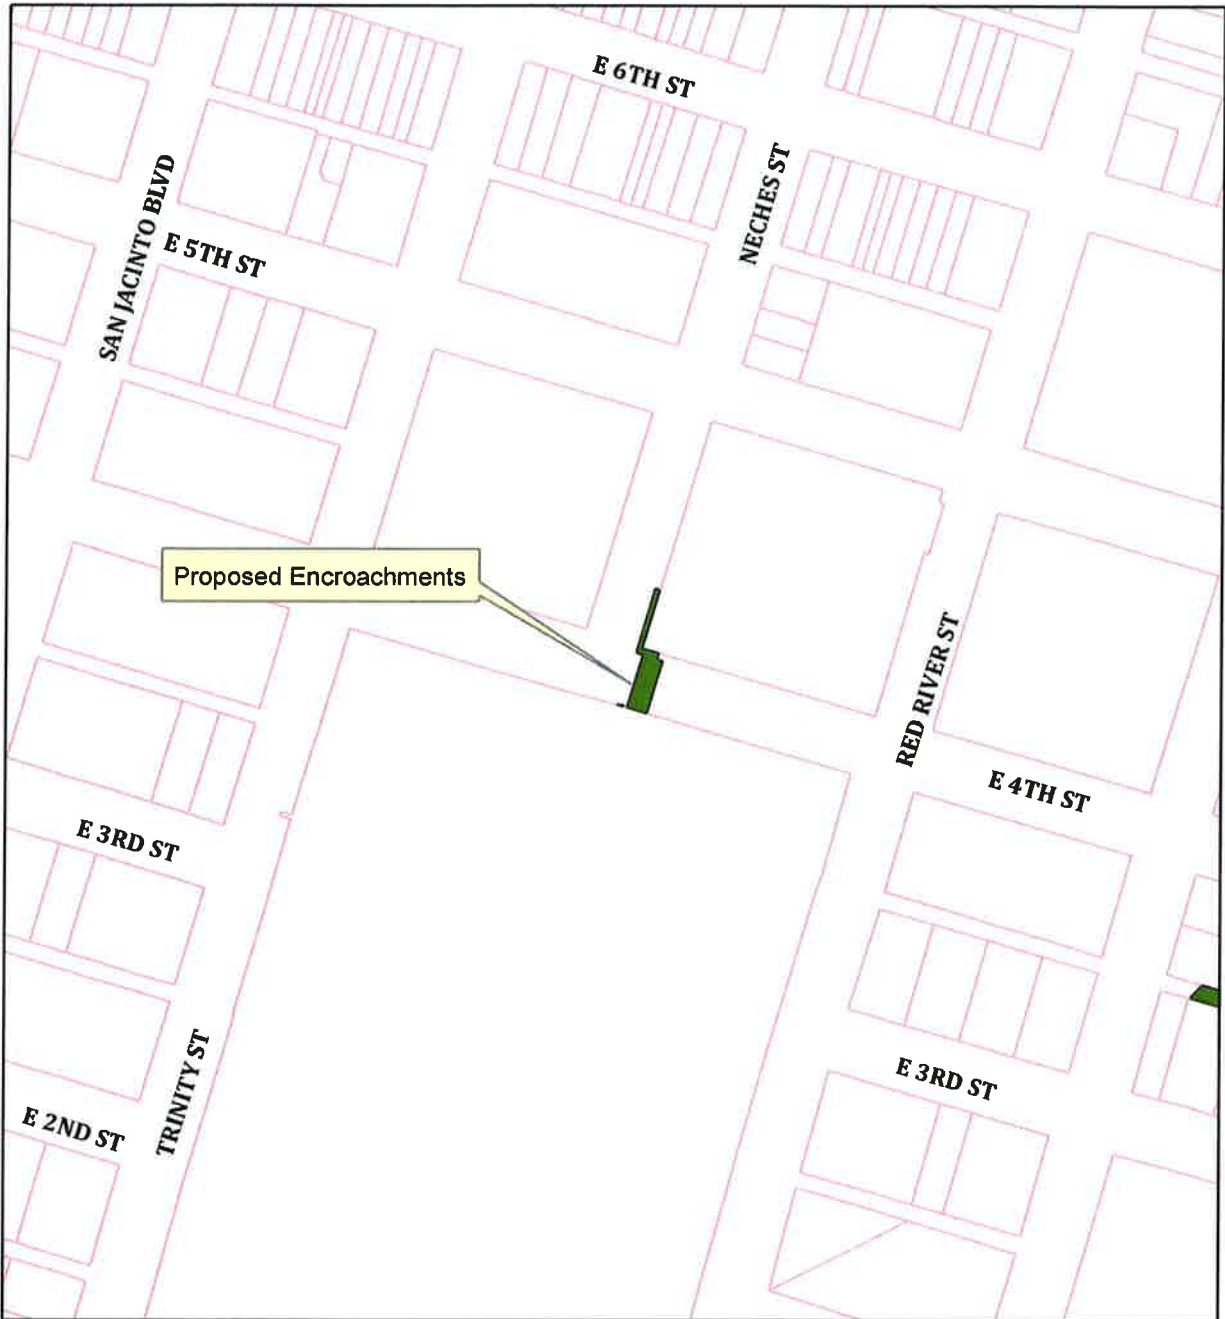 E 6TH ST
NECHES ST
SAN JACINTO BLVD
E 5TH ST
Proposed Encroachments
RED RIVER ST
E 4TH ST
E 3RD ST
TRINITY ST
E 3RD ST
E 2ND ST